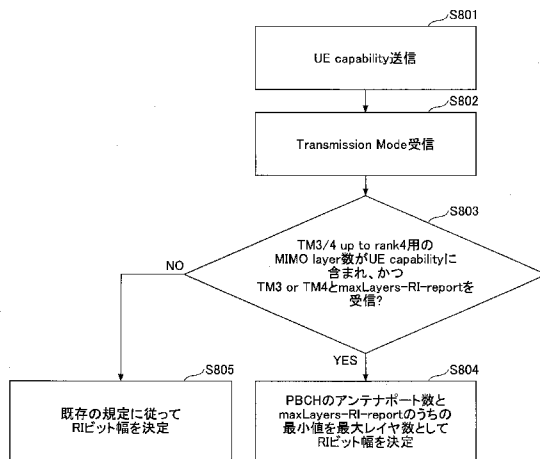 S801
UE capability送信
S802
Transmission Mode受信
S803
TM3/4 up to rank4用の
MIMO layer数がUE capabilityに
含まれ、かつ
TM3 or TM4とmaxLayers-RI-reportを
受信?
NO
YES
S805
既存の規定に従って
RIビット幅を決定
S804
PBCHのアンテナポート数と
maxLayers-RI-reportのうちの
最小値を最大レイヤ数として
RIビット幅を決定